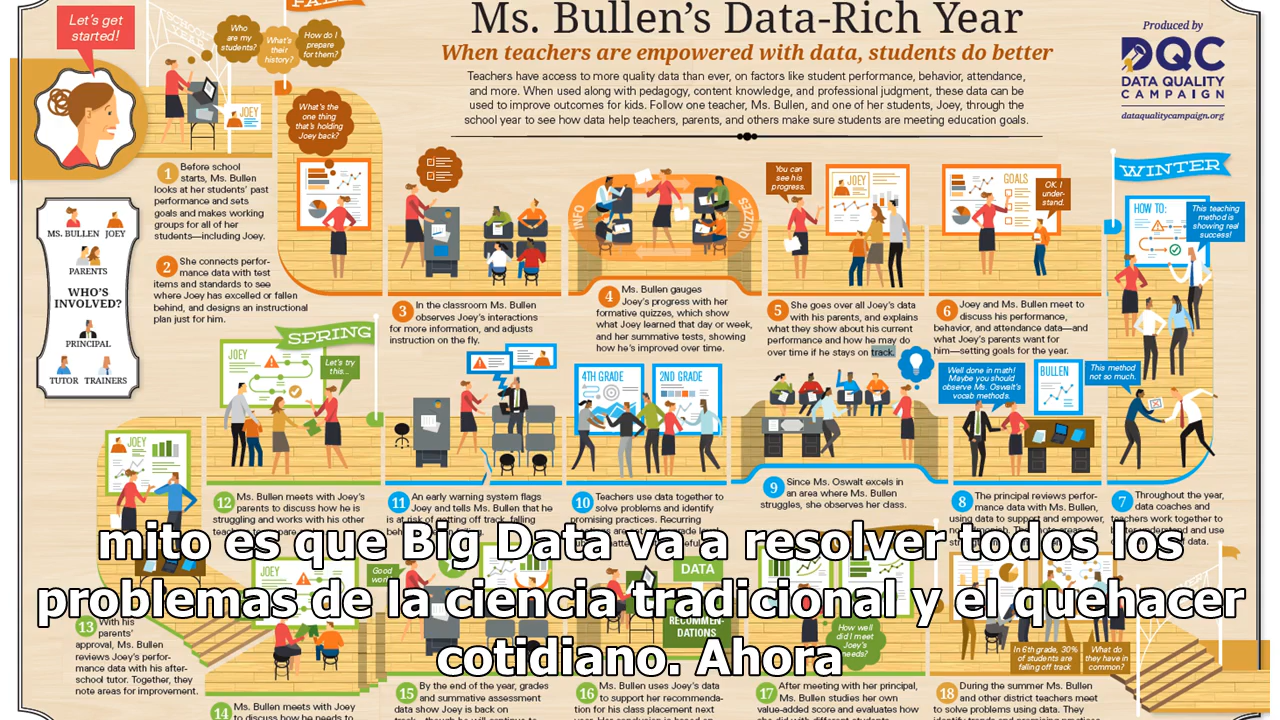 Let's get
started!
Who
are my
students?
What's
their
history?
How do I
prepare
for them?
Ms. Bullen's Data-Rich Year
When teachers are empowered with data, students do better
Teachers have access to more quality data than ever, on factors like student performance, behavior, attendance,
and more. When used along with pedagogy, content knowledge, and professional judgment, these data can be
used to improve outcomes for kids. Follow one teacher, Ms. Bullen, and one of her students, Joey, through the
school year to see how data help teachers, parents, and others make sure students are meeting education goals.
Produced by
DQC
DATA QUALITY
CAMPAIGN
dataqualitycampaign.org
JOEY
What's the
one thing
that's holding
Joey back?
1 Before school
starts, Ms. Bullen
looks at her students' past
performance and sets
goals and makes working
groups for all of her
students—including Joey.
2 She connects perfor-
mance data with test
items and standards to see
where Joey has excelled or fallen
behind, and designs an instructional
plan just for him.
MS. BULLEN JOEY
PARENTS
WHO'S
INVOLVED?
PRINCIPAL
TUTOR TRAINERS
3 In the classroom Ms. Bullen
observes Joey's interactions
for more information, and adjusts
instruction on the fly.
INFO
QUIZZES
4 Ms. Bullen gauges
Joey's progress with her
formative quizzes, which show
what Joey learned that day or week,
and her summative tests, showing
how he's improved over time.
You can
see his
progress.
JOEY
5 She goes over all Joey's data
with his parents, and explains
what they show about his current
performance and how he may do
over time if he stays on track.
GOALS
OK. I
under-
stand.
6 Joey and Ms. Bullen meet to
discuss his performance,
behavior, and attendance data—and
what Joey's parents want for
him—setting goals for the year.
WINTER
HOW TO:
This teaching
method is
showing real
success!
This method
not so much.
7 Throughout the year,
data coaches and
teachers work together to
Well done in math!
Maybe you should
observe Ms. Oswalt's
vocab methods.
BULLEN
8 The principal reviews perfor-
mance data with Ms. Bullen,
using data to support and empower,
9 Since Ms. Oswalt excels in
an area where Ms. Bullen
struggles, she observes her class.
4TH GRADE
2ND GRADE
10 Teachers use data together to
solve problems and identify
promising practices. Recurring
11 An early warning system flags
Joey and tells Ms. Bullen that he
is at risk of getting off track, falling
SPRING
JOEY
Let's try
this...
12 Ms. Bullen meets with Joey's
parents to discuss how he is
struggling and works with his other
JOEY
13 With his
parents'
approval, Ms. Bullen
reviews Joey's perfor-
mance data with his after-
school tutor. Together, they
note areas for improvement.
JOEY
Good
14 Ms. Bullen meets with Joey
to discuss how he needs to
15 By the end of the year, grades
and summative assessment
data show Joey is back on
DATA
RECOMMEN-
DATIONS
16 Ms. Bullen uses Joey's data
to support her recommenda-
tion for his class placement next
How well
did I meet
Joey's
needs?
17 After meeting with her principal,
Ms. Bullen studies her own
value-added score and evaluates how
In 6th grade, 30%
of students are
falling off track
What do
they have in
common?
18 During the summer Ms. Bullen
and other district teachers meet
to solve problems using data. They
mito es que Big Data va a resolver todos los
problemas de la ciencia tradicional y el quehacer
cotidiano. Ahora